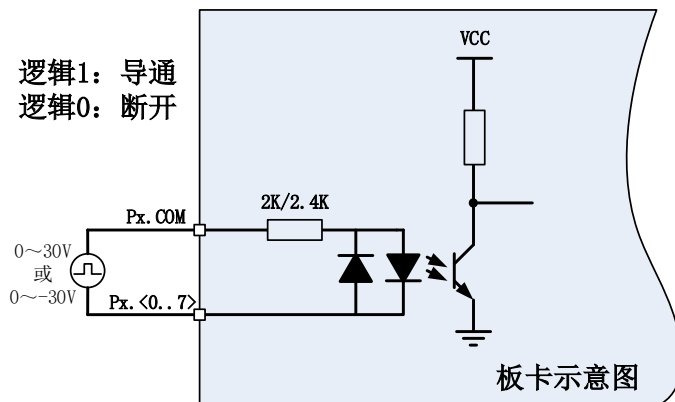 VCC
逻辑1：导通
逻辑0：断开
2K/2.4K
Px.COM
0～30V
或
0～-30V
Px.<0..7>
板卡示意图